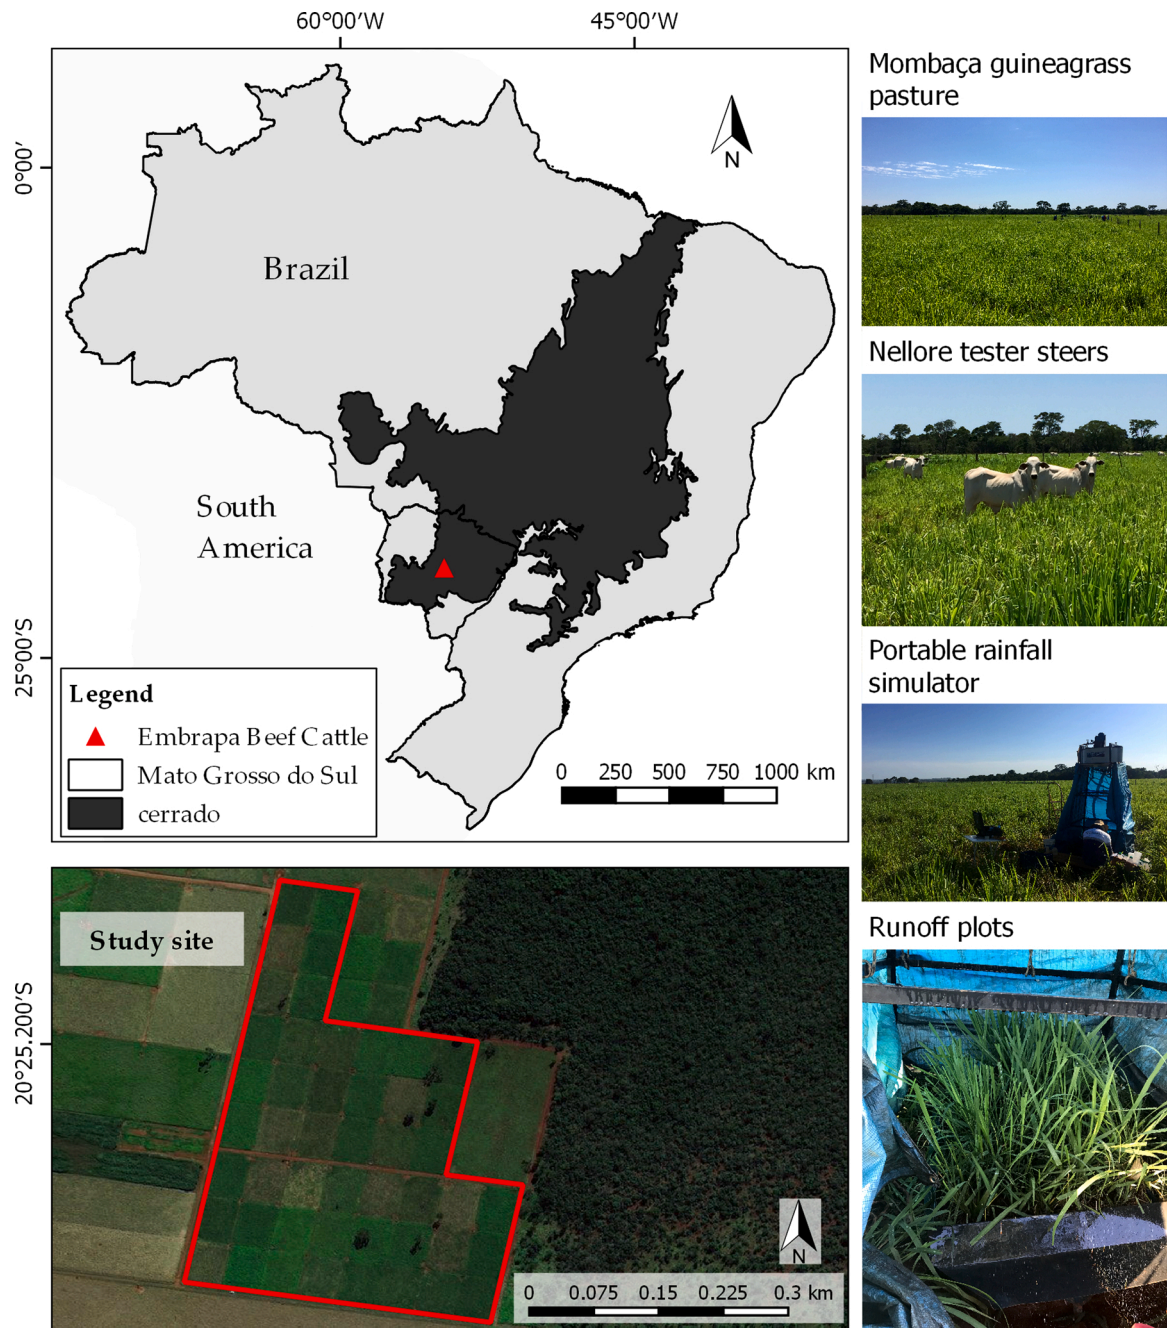 60°00'W
45°00'W
0°00'
25°00'S
N
Brazil
South
America
Legend
Embrapa Beef Cattle
Mato Grosso do Sul
cerrado
0 250 500 750 1000 km
Study site
20°25.200'S
N
0 0.075 0.15 0.225 0.3 km
Mombaça guineagrass
pasture
Nellore tester steers
Portable rainfall
simulator
Runoff plots